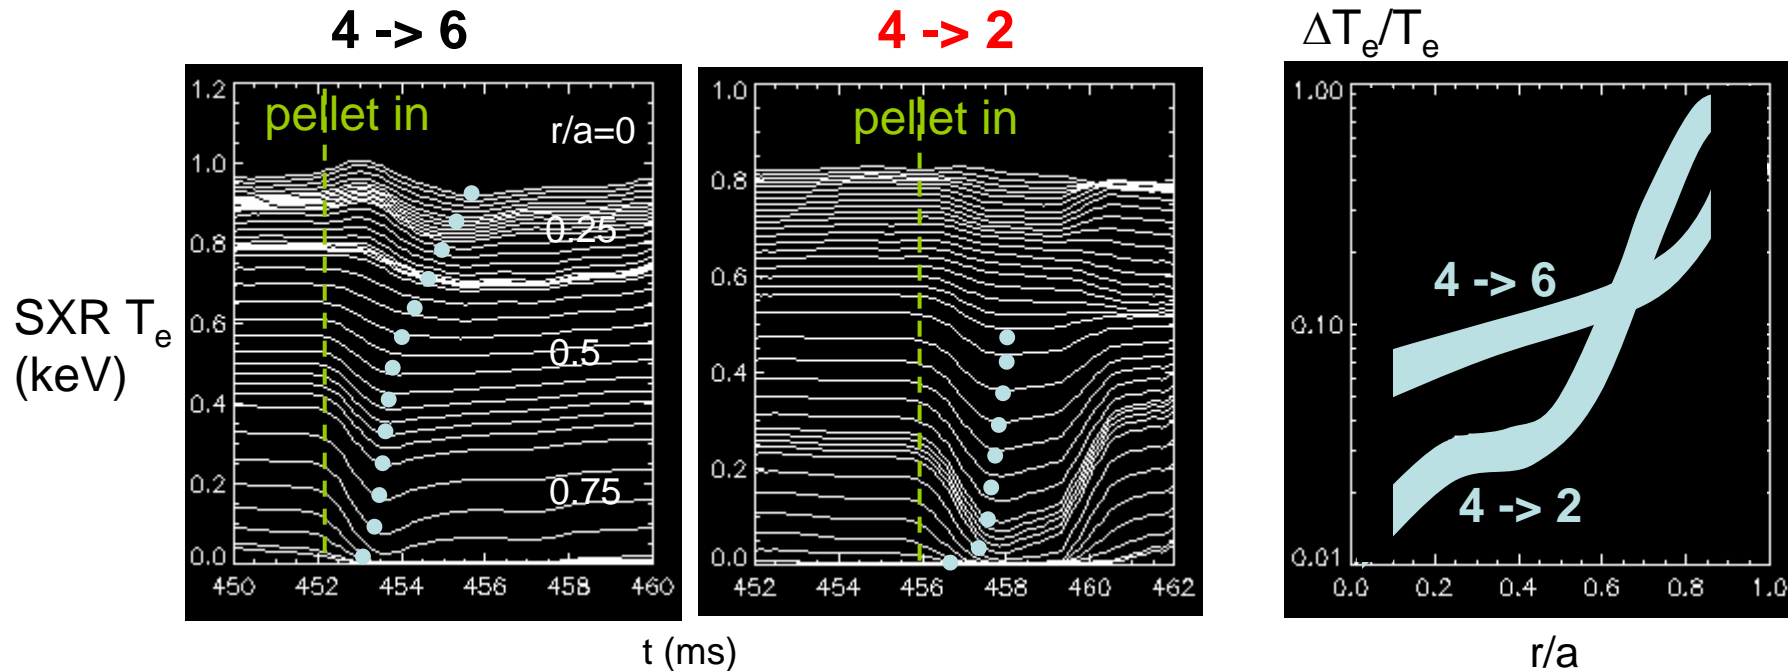 4 -> 6
4 -> 2
ΔTe/Te
SXR Te
(keV)
pellet in
r/a=0
0.25
0.5
0.75
1.2
1.0
0.8
0.6
0.4
0.2
0.0
450 452 454 456 458 460
pellet in
1.0
0.8
0.6
0.4
0.2
0.0
452 454 456 458 460 462
t (ms)
1.00
0.10
0.01
4 -> 6
4 -> 2
0.0 0.2 0.4 0.6 0.8 1.0
r/a